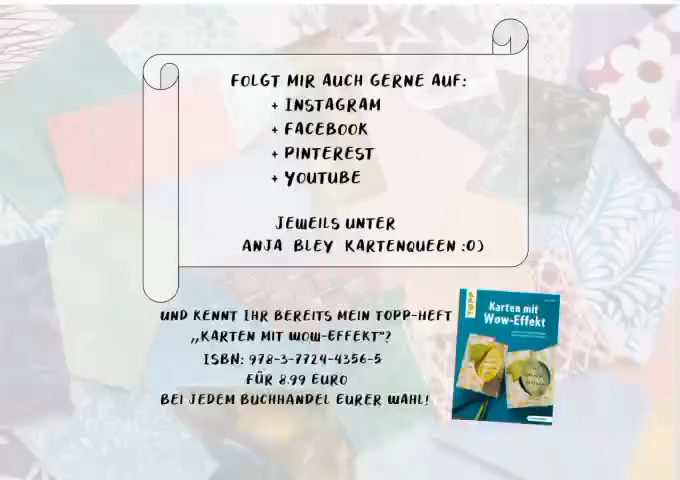 FOLGT MIR AUCH GERNE AUF:
+ INSTAGRAM
+ FACEBOOK
+ PINTEREST
+ YOUTUBE
JEWEILS UNTER
ANJA BLEY KARTENQUEEN :O)
UND KENNT IHR BEREITS MEIN TOPP-HEFT
„KARTEN MIT WOW-EFFEKT"?
ISBN: 978-3-7724-4356-5
FÜR 8.99 EURO
BEI JEDEM BUCHHANDEL EURER WAHL!
TOPP
Karten mit
Wow-Effekt